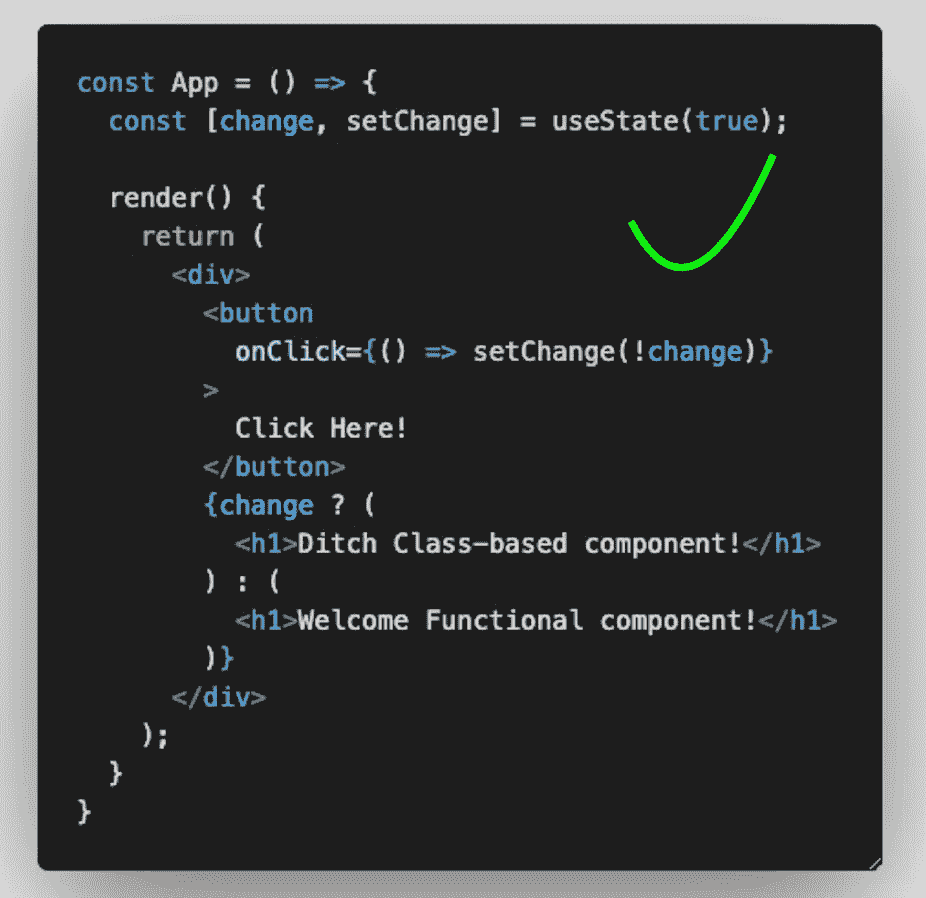 const App = () => {
const [change, setChange] = useState(true);
render() {
return (
<div>
<button
onClick={() => setChange(!change)}
>
Click Here!
</button>
{change ? (
<h1>Ditch Class-based component!</h1>
) : (
<h1>Welcome Functional component!</h1>
)}
</div>
);
}
}